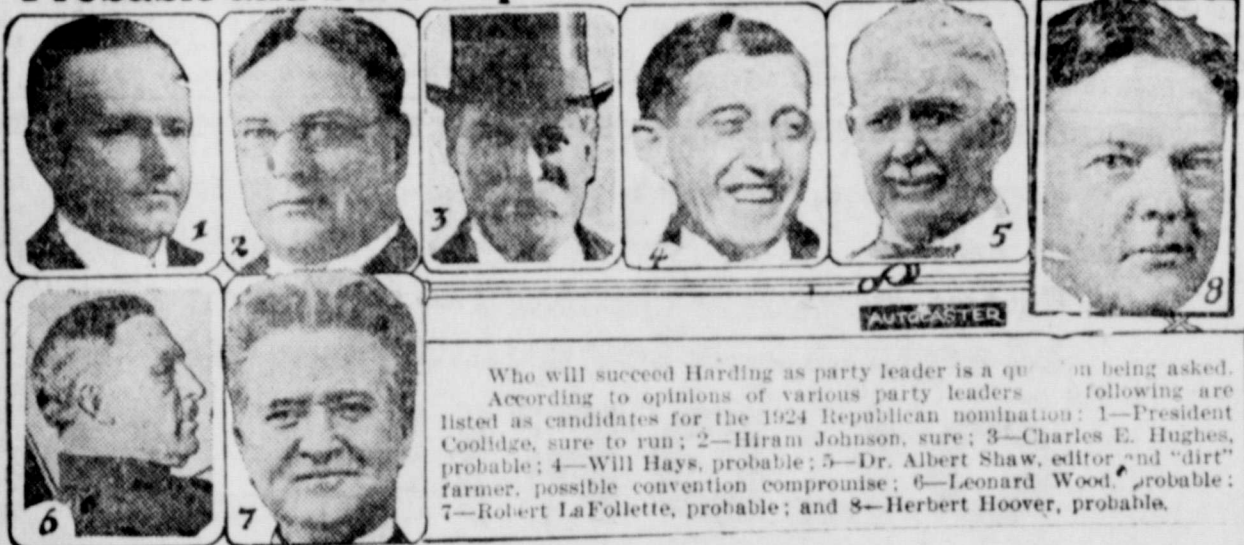 1
2
3
4
5
8
6
7
AUTOCASTER
Who will succeed Harding as party leader is a being asked.
According to opinions of various party leaders following are
listed as candidates for the 1924 Republican nomination: 1—President
Coolidge, sure to run; 2—Hiram Johnson, sure; 3—Charles E. Hughes,
probable; 4—Will Hays, probable; 5—Dr. Albert Shaw, editor and "dirt"
farmer, possible convention compromise; 6—Leonard Wood, probable;
7—Robert LaFollette, probable; and 8—Herbert Hoover, probable.